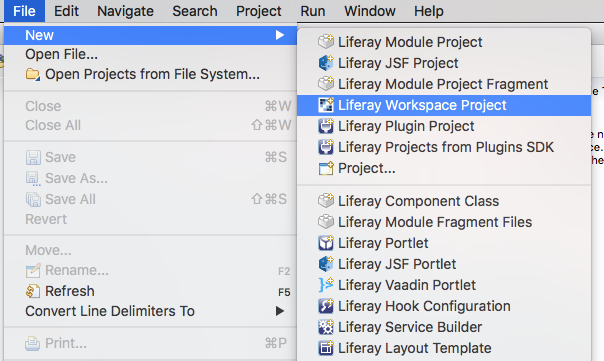 File Edit Navigate Search Project Run Window Help
New
Open File...
Open Projects from File System...
Close ⌘W
Close All ⇧⌘W
Save ⌘S
Save As...
Save All ⇧⌘S
Revert
Move...
Rename... F2
Refresh F5
Convert Line Delimiters To
Print... ⌘P
Liferay Module Project
Liferay JSF Project
Liferay Module Project Fragment
Liferay Workspace Project
Liferay Plugin Project
Liferay Projects from Plugins SDK
Project...
Liferay Component Class
Liferay Module Fragment Files
Liferay Portlet
Liferay JSF Portlet
Liferay Vaadin Portlet
Liferay Hook Configuration
Liferay Service Builder
Liferay Layout Template